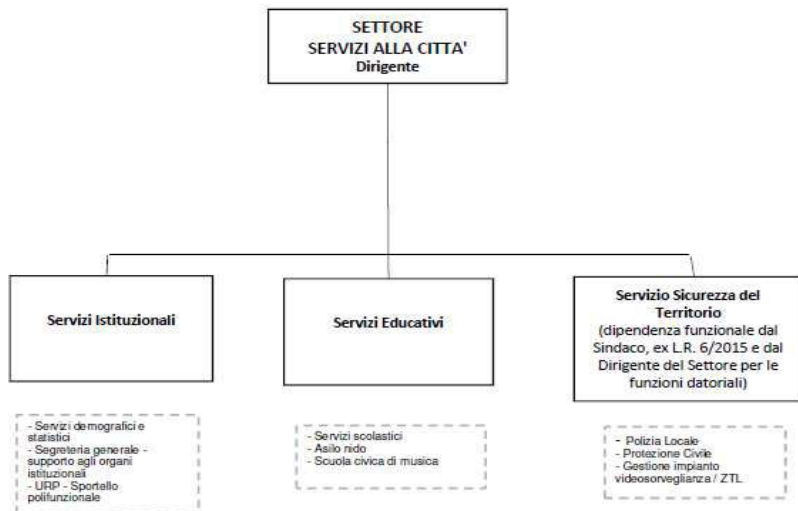 SETTORE
SERVIZI ALLA CITTA'
Dirigente
Servizi Istituzionali
Servizi Educativi
Servizio Sicurezza del
Territorio
(dipendenza funzionale dal
Sindaco, ex L.R. 6/2015 e dal
Dirigente del Settore per le
funzioni datoriali)
- Servizi demografici e
statistici
- Segreteria generale -
supporto agli organi
istituzionali
- URP - Sportello
polifunzionale
- Servizi scolastici
- Asilo nido
- Scuola civica di musica
- Polizia Locale
- Protezione Civile
- Gestione impianto
videosorveglianza / ZTL